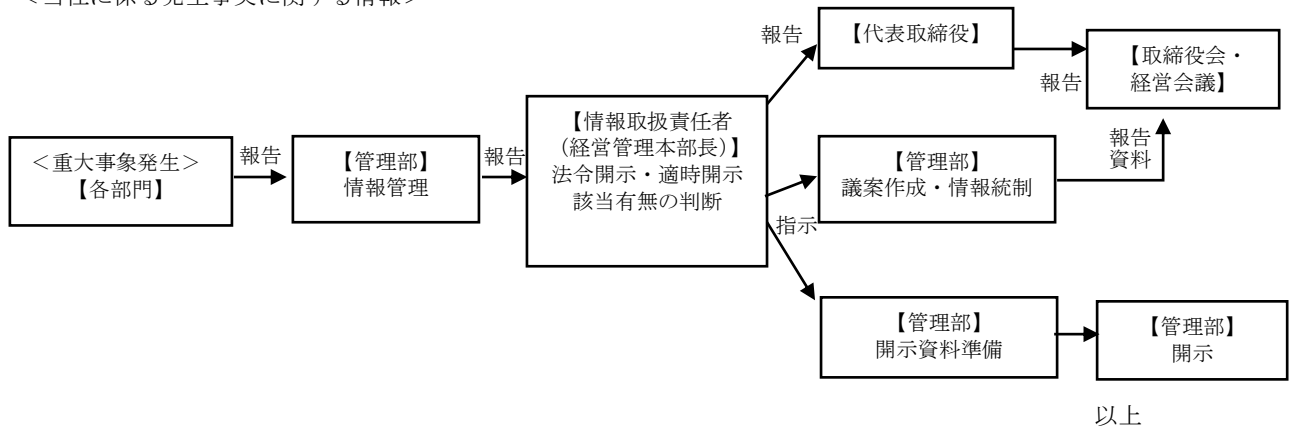 ＜当社に係る発生事実に関する情報＞
報告
【代表取締役】
報告
【取締役会・
経営会議】
＜重大事象発生＞
【各部門】
報告
【管理部】
情報管理
報告
【情報取扱責任者
（経営管理本部長）】
法令開示・適時開示
該当有無の判断
【管理部】
議案作成・情報統制
報告
資料
指示
【管理部】
開示資料準備
【管理部】
開示
以上